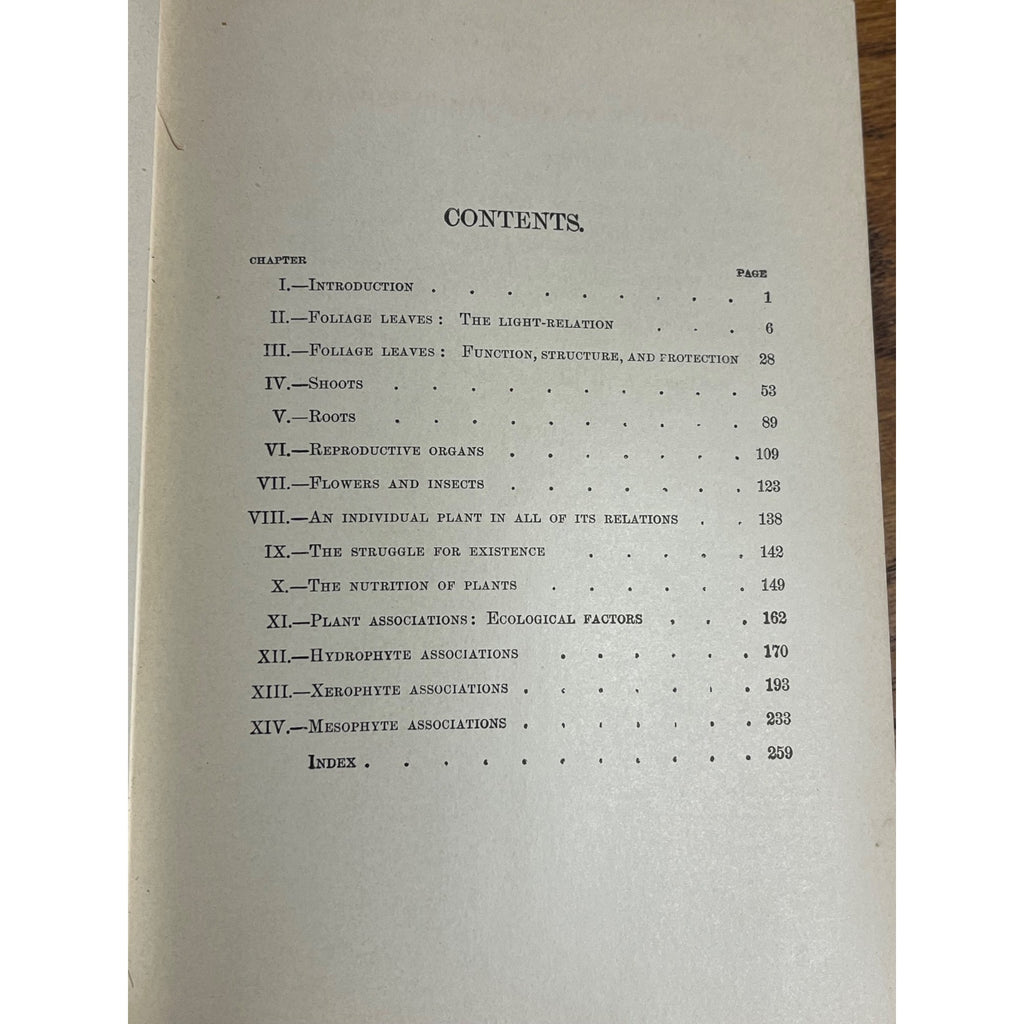 CONTENTS.
CHAPTER PAGE
I.—INTRODUCTION . . . . . . . . . 1
II.—FOLIAGE LEAVES: THE LIGHT-RELATION . . . 6
III.—FOLIAGE LEAVES: FUNCTION, STRUCTURE, AND PROTECTION 28
IV.—SHOOTS . . . . . . . . . . 53
V.—ROOTS . . . . . . . . . . 89
VI.—REPRODUCTIVE ORGANS . . . . . . . 109
VII.—FLOWERS AND INSECTS . . . . . . . 123
VIII.—AN INDIVIDUAL PLANT IN ALL OF ITS RELATIONS . . 138
IX.—THE STRUGGLE FOR EXISTENCE . . . . . 142
X.—THE NUTRITION OF PLANTS . . . . . . 149
XI.—PLANT ASSOCIATIONS: ECOLOGICAL FACTORS . . . 162
XII.—HYDROPHYTE ASSOCIATIONS . . . . . . 170
XIII.—XEROPHYTE ASSOCIATIONS . . . . . . . 193
XIV.—MESOPHYTE ASSOCIATIONS . . . . . . . 233
INDEX . . . . . . . . . . . 259